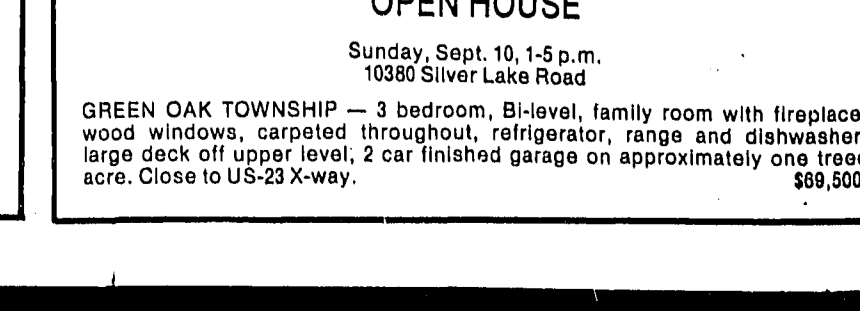 OPEN HOUSE
Sunday, Sept. 10, 1-5 p.m.
10380 Silver Lake Road
GREEN OAK TOWNSHIP — 3 bedroom, Bi-level, family room with fireplace
wood windows, carpeted throughout, refrigerator, range and dishwasher
large deck off upper level, 2 car finished garage on approximately one
acre. Close to US-23 X-way. $69,500